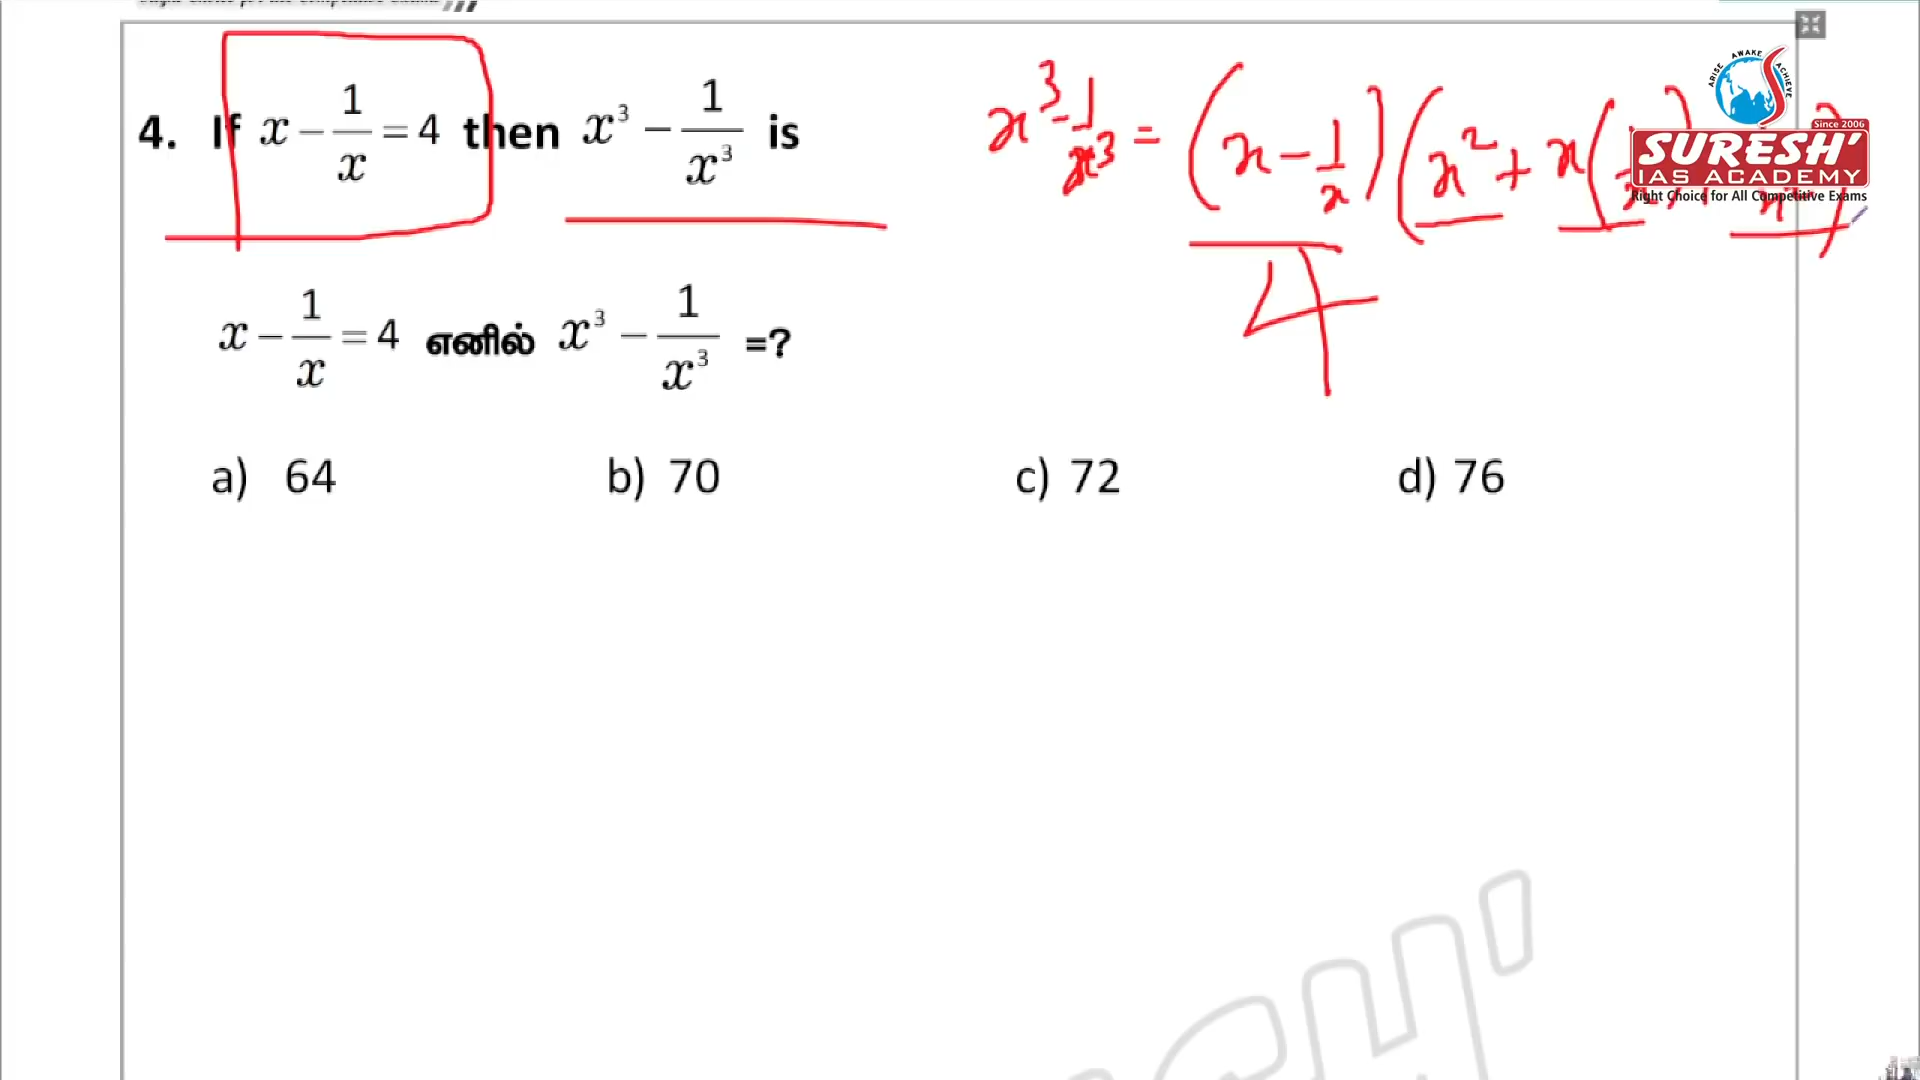 4. If x − 1/x = 4 then x³ − 1/x³ is
x − 1/x = 4 எனில் x³ − 1/x³ =?
a) 64 b) 70 c) 72 d) 76
x³ − 1/x³ = (x − 1/x)(x² + x(
4
ARISE AWAKE ACHIEVE
Since 2006
SURESH'
IAS ACADEMY
Right Choice for All Competitive Exams